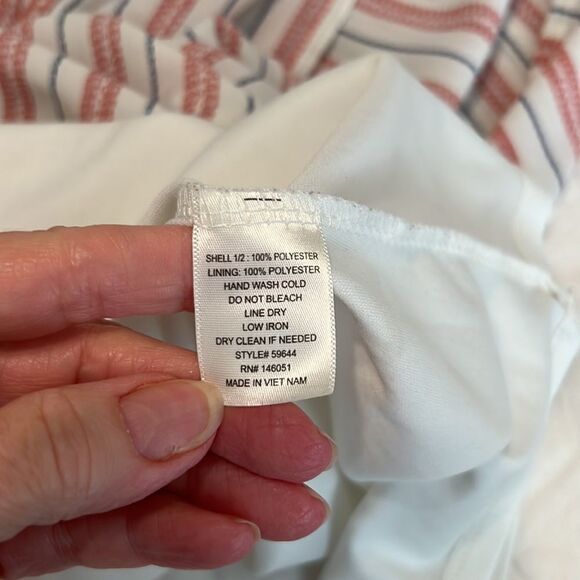 SHELL 1/2 : 100% POLYESTER
LINING: 100% POLYESTER
HAND WASH COLD
DO NOT BLEACH
LINE DRY
LOW IRON
DRY CLEAN IF NEEDED
STYLE# 59644
RN# 146051
MADE IN VIET NAM